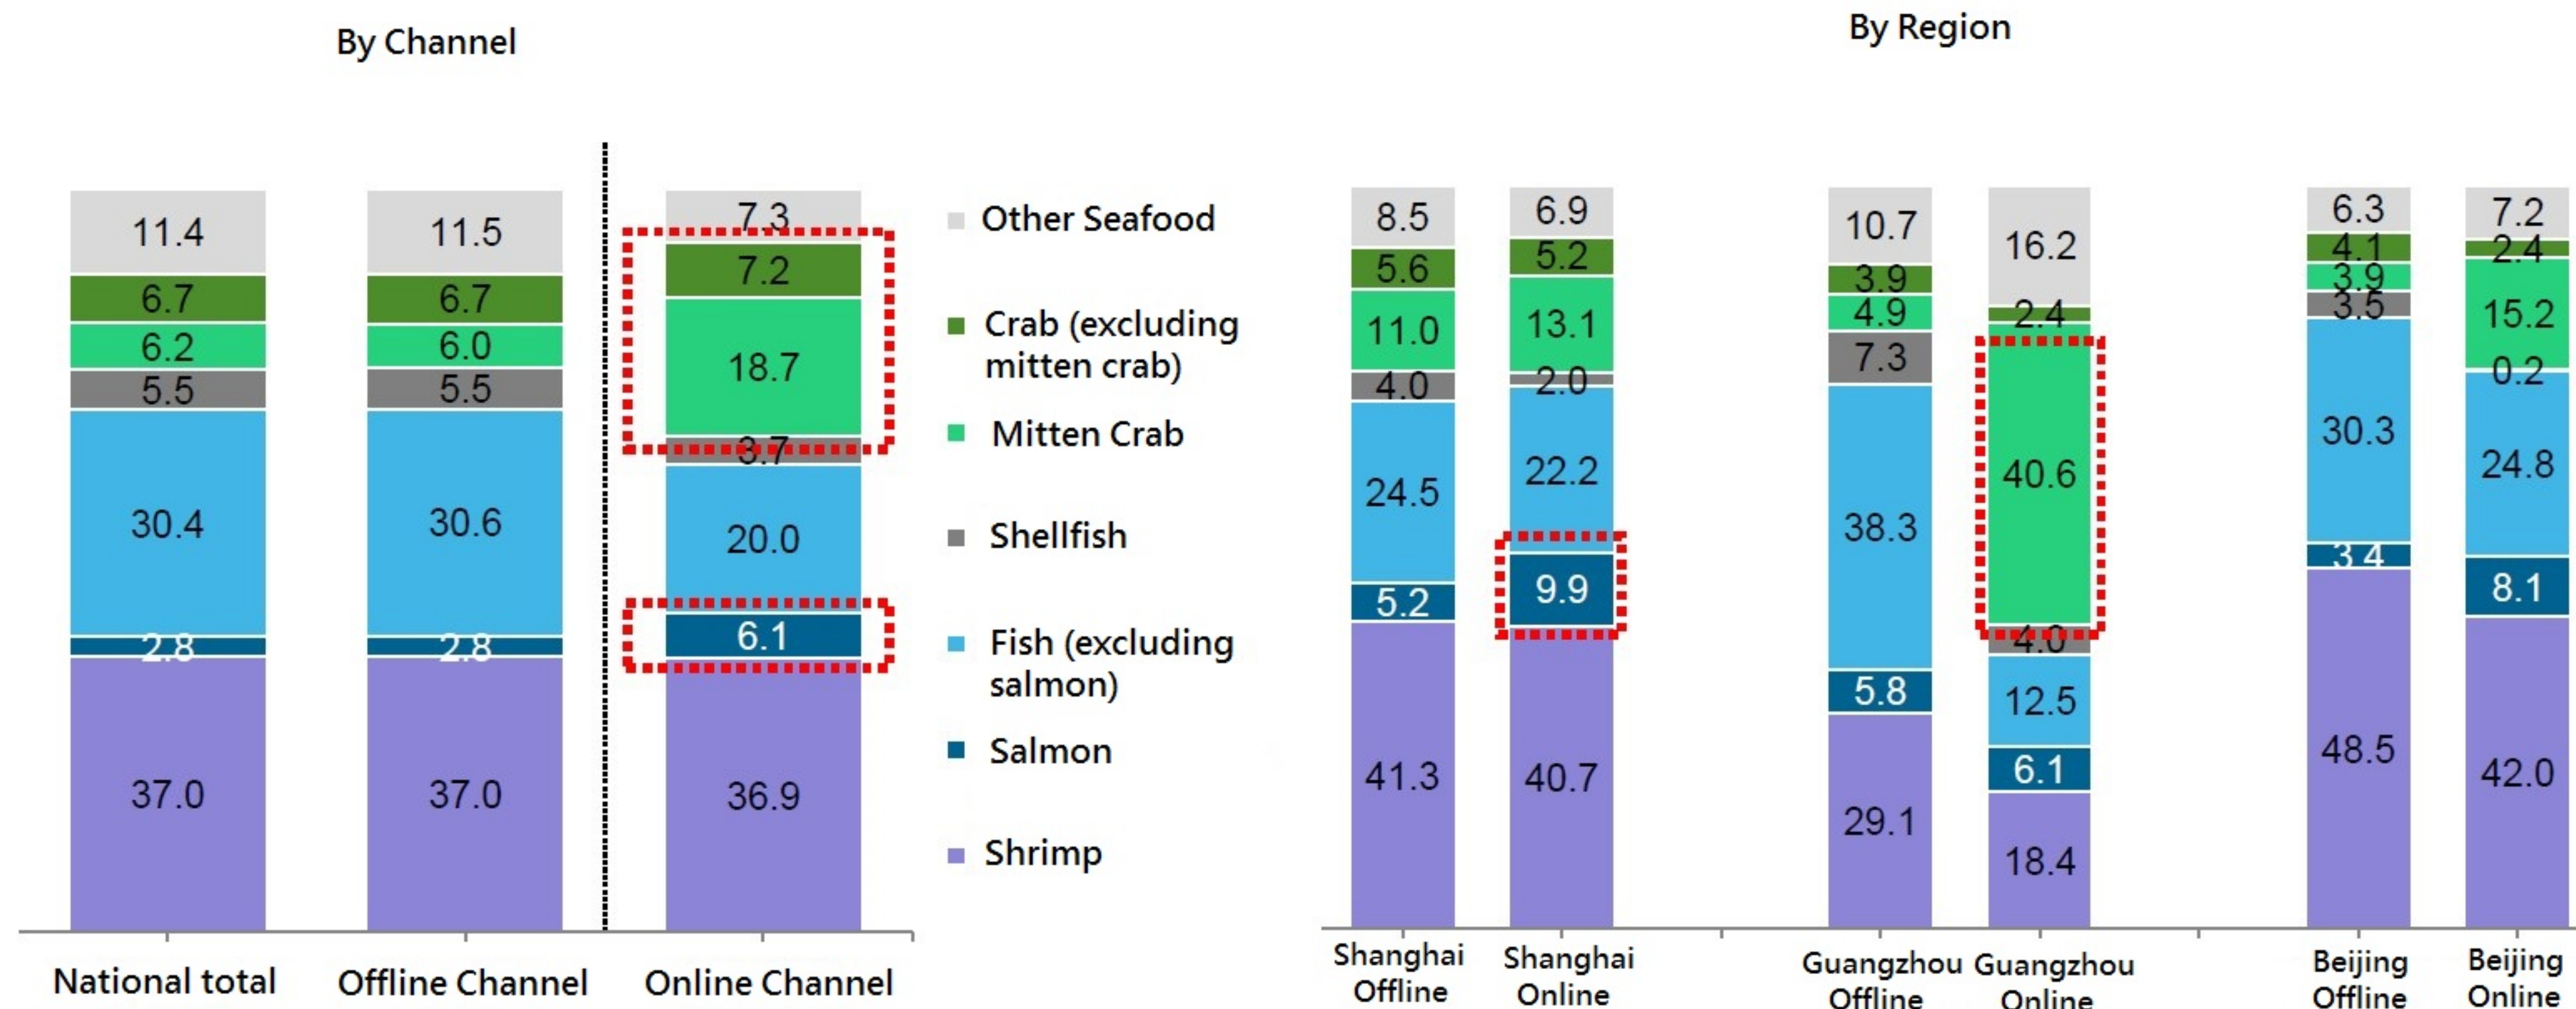 By Channel
11.4
6.7
6.2
5.5
30.4
2.8
37.0
National total
11.5
6.7
6.0
5.5
30.6
2.8
37.0
Offline Channel
7.3
7.2
18.7
3.7
20.0
6.1
36.9
Online Channel
Other Seafood
Crab (excluding
mitten crab)
Mitten Crab
Shellfish
Fish (excluding
salmon)
Salmon
Shrimp
By Region
8.5
5.6
11.0
4.0
24.5
5.2
41.3
Shanghai
Offline
6.9
5.2
13.1
2.0
22.2
9.9
40.7
Shanghai
Online
10.7
3.9
4.9
7.3
38.3
5.8
29.1
Guangzhou
Offline
16.2
2.4
40.6
4.0
12.5
6.1
18.4
Guangzhou
Online
6.3
4.1
3.9
3.5
30.3
3.4
48.5
Beijing
Offline
7.2
2.4
15.2
0.2
24.8
8.1
42.0
Beijing
Online